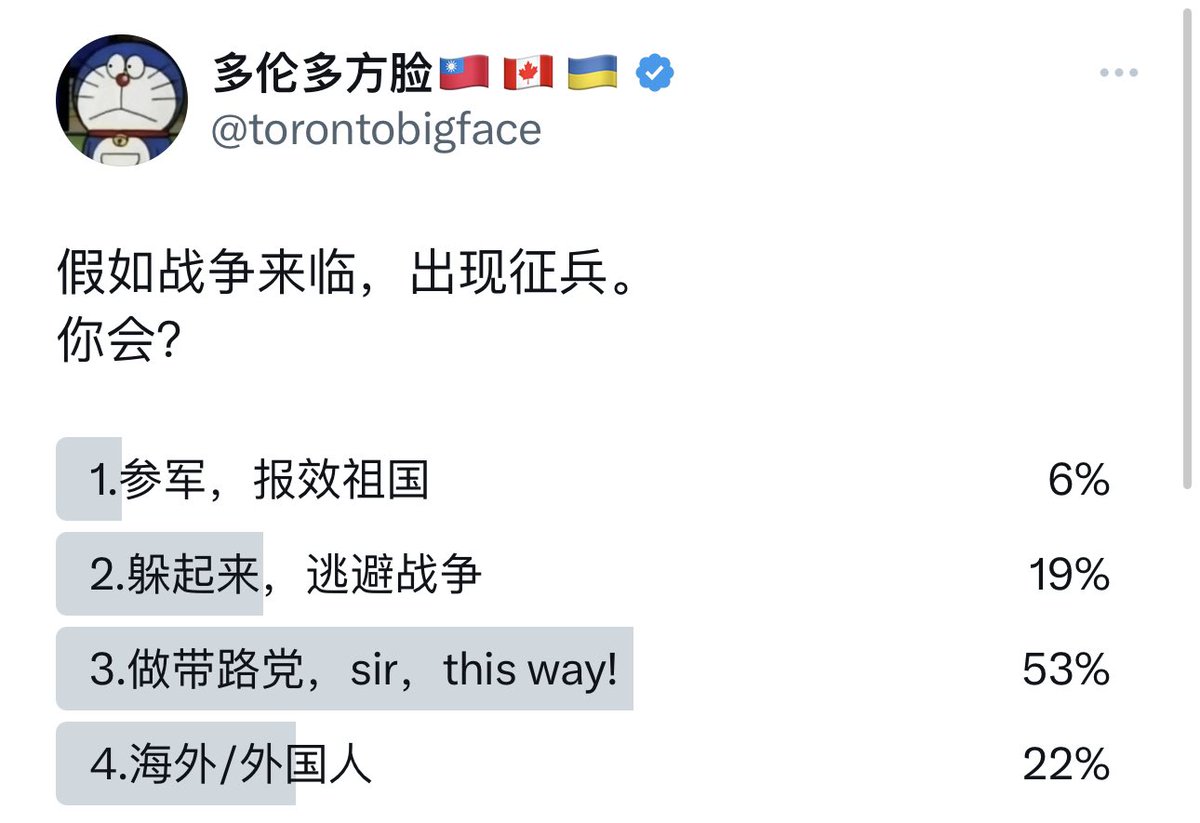 多伦多方脸🇹🇼 🇨🇦 🇺🇦
@torontobigface
假如战争来临，出现征兵。
你会？
1.参军，报效祖国 6%
2.躲起来，逃避战争 19%
3.做带路党，sir，this way! 53%
4.海外/外国人 22%